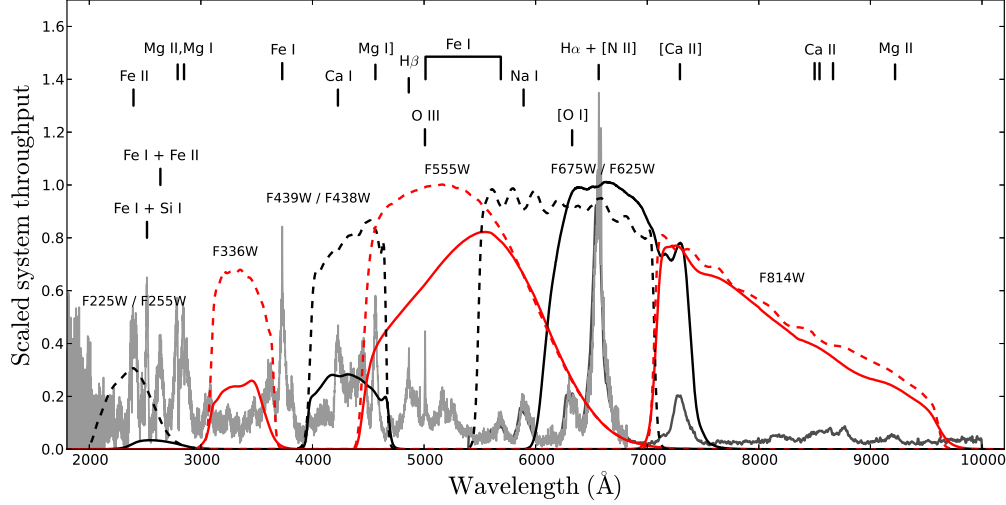 Mg II,Mg I
Fe I
Mg I]
Fe I
Hα + [N II]
[Ca II]
Ca II
Mg II
Hβ
Fe II
Ca I
Na I
O III
[O I]
Fe I + Fe II
Fe I + Si I
F555W
F675W / F625W
F439W / F438W
F336W
F814W
F225W / F255W
Scaled system throughput
1.6
1.4
1.2
1.0
0.8
0.6
0.4
0.2
0.0
2000 3000 4000 5000 6000 7000 8000 9000 10000
Wavelength (Å)